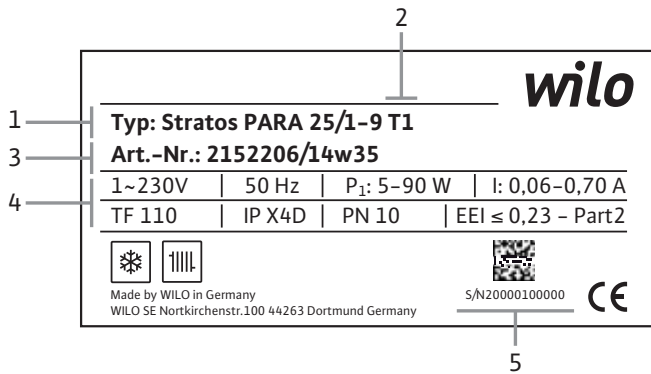 2
wilo
1
Typ: Stratos PARA 25/1-9 T1
3
Art.-Nr.: 2152206/14w35
4
1~230V | 50 Hz | P₁: 5-90 W | I: 0,06-0,70 A
TF 110 | IP X4D | PN 10 | EEI ≤ 0,23 - Part2
Made by WILO in Germany
WILO SE Nortkirchenstr.100 44263 Dortmund Germany
S/N20000100000
CE
5